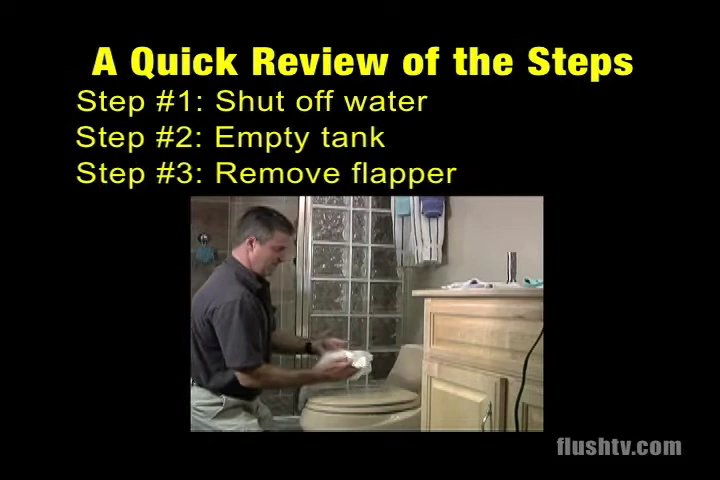 A Quick Review of the Steps
Step #1: Shut off water
Step #2: Empty tank
Step #3: Remove flapper
flushtv.com